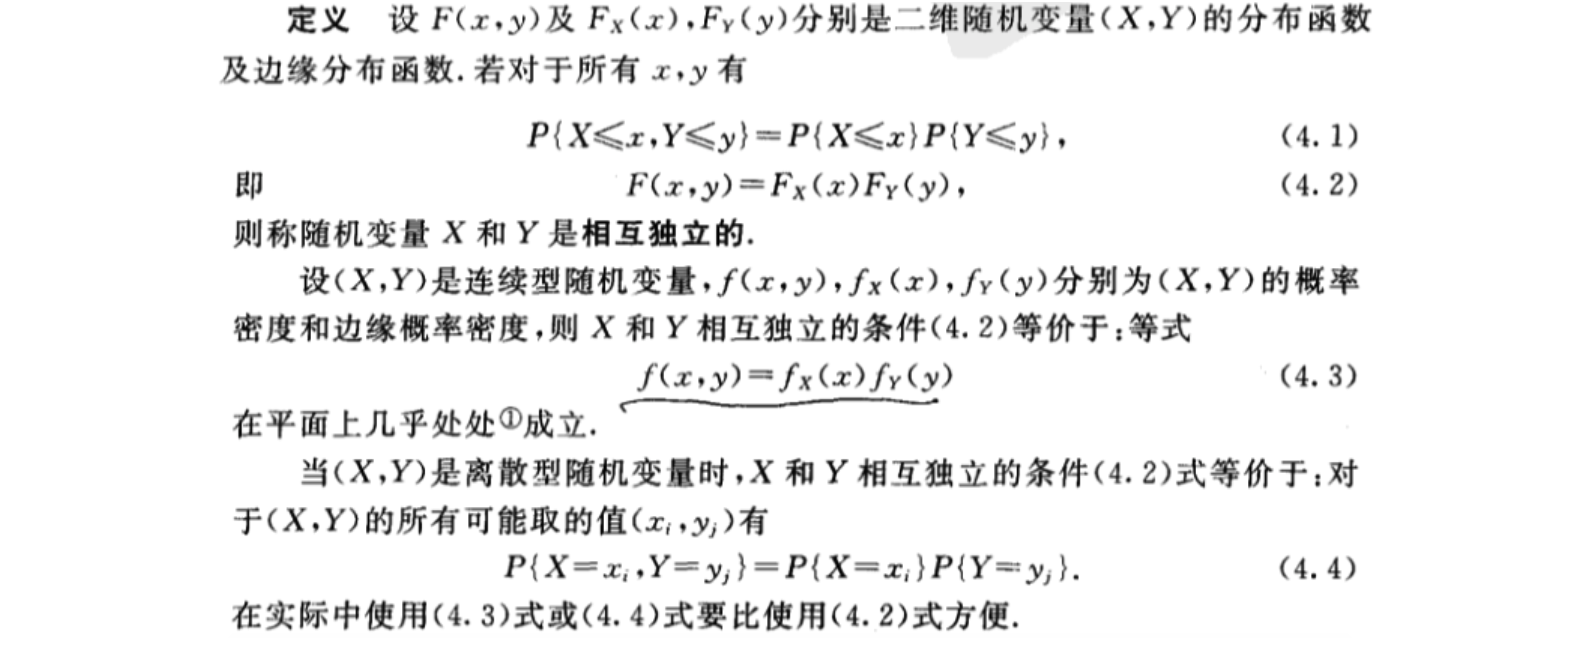 定义 设 F(x,y)及 F_X(x),F_Y(y)分别是二维随机变量(X,Y)的分布函数
及边缘分布函数.若对于所有 x,y 有
P{X≤x,Y≤y}=P{X≤x}P{Y≤y}, (4.1)
即 F(x,y)=F_X(x)F_Y(y), (4.2)
则称随机变量 X 和 Y 是相互独立的.
设(X,Y)是连续型随机变量,f(x,y),f_X(x),f_Y(y)分别为(X,Y)的概率
密度和边缘概率密度,则 X 和 Y 相互独立的条件(4.2)等价于:等式
f(x,y)=f_X(x)f_Y(y) (4.3)
在平面上几乎处处①成立.
当(X,Y)是离散型随机变量时,X 和 Y 相互独立的条件(4.2)式等价于:对
于(X,Y)的所有可能取的值(x_i,y_j)有
P{X=x_i,Y=y_j}=P{X=x_i}P{Y=y_j}. (4.4)
在实际中使用(4.3)式或(4.4)式要比使用(4.2)式方便.